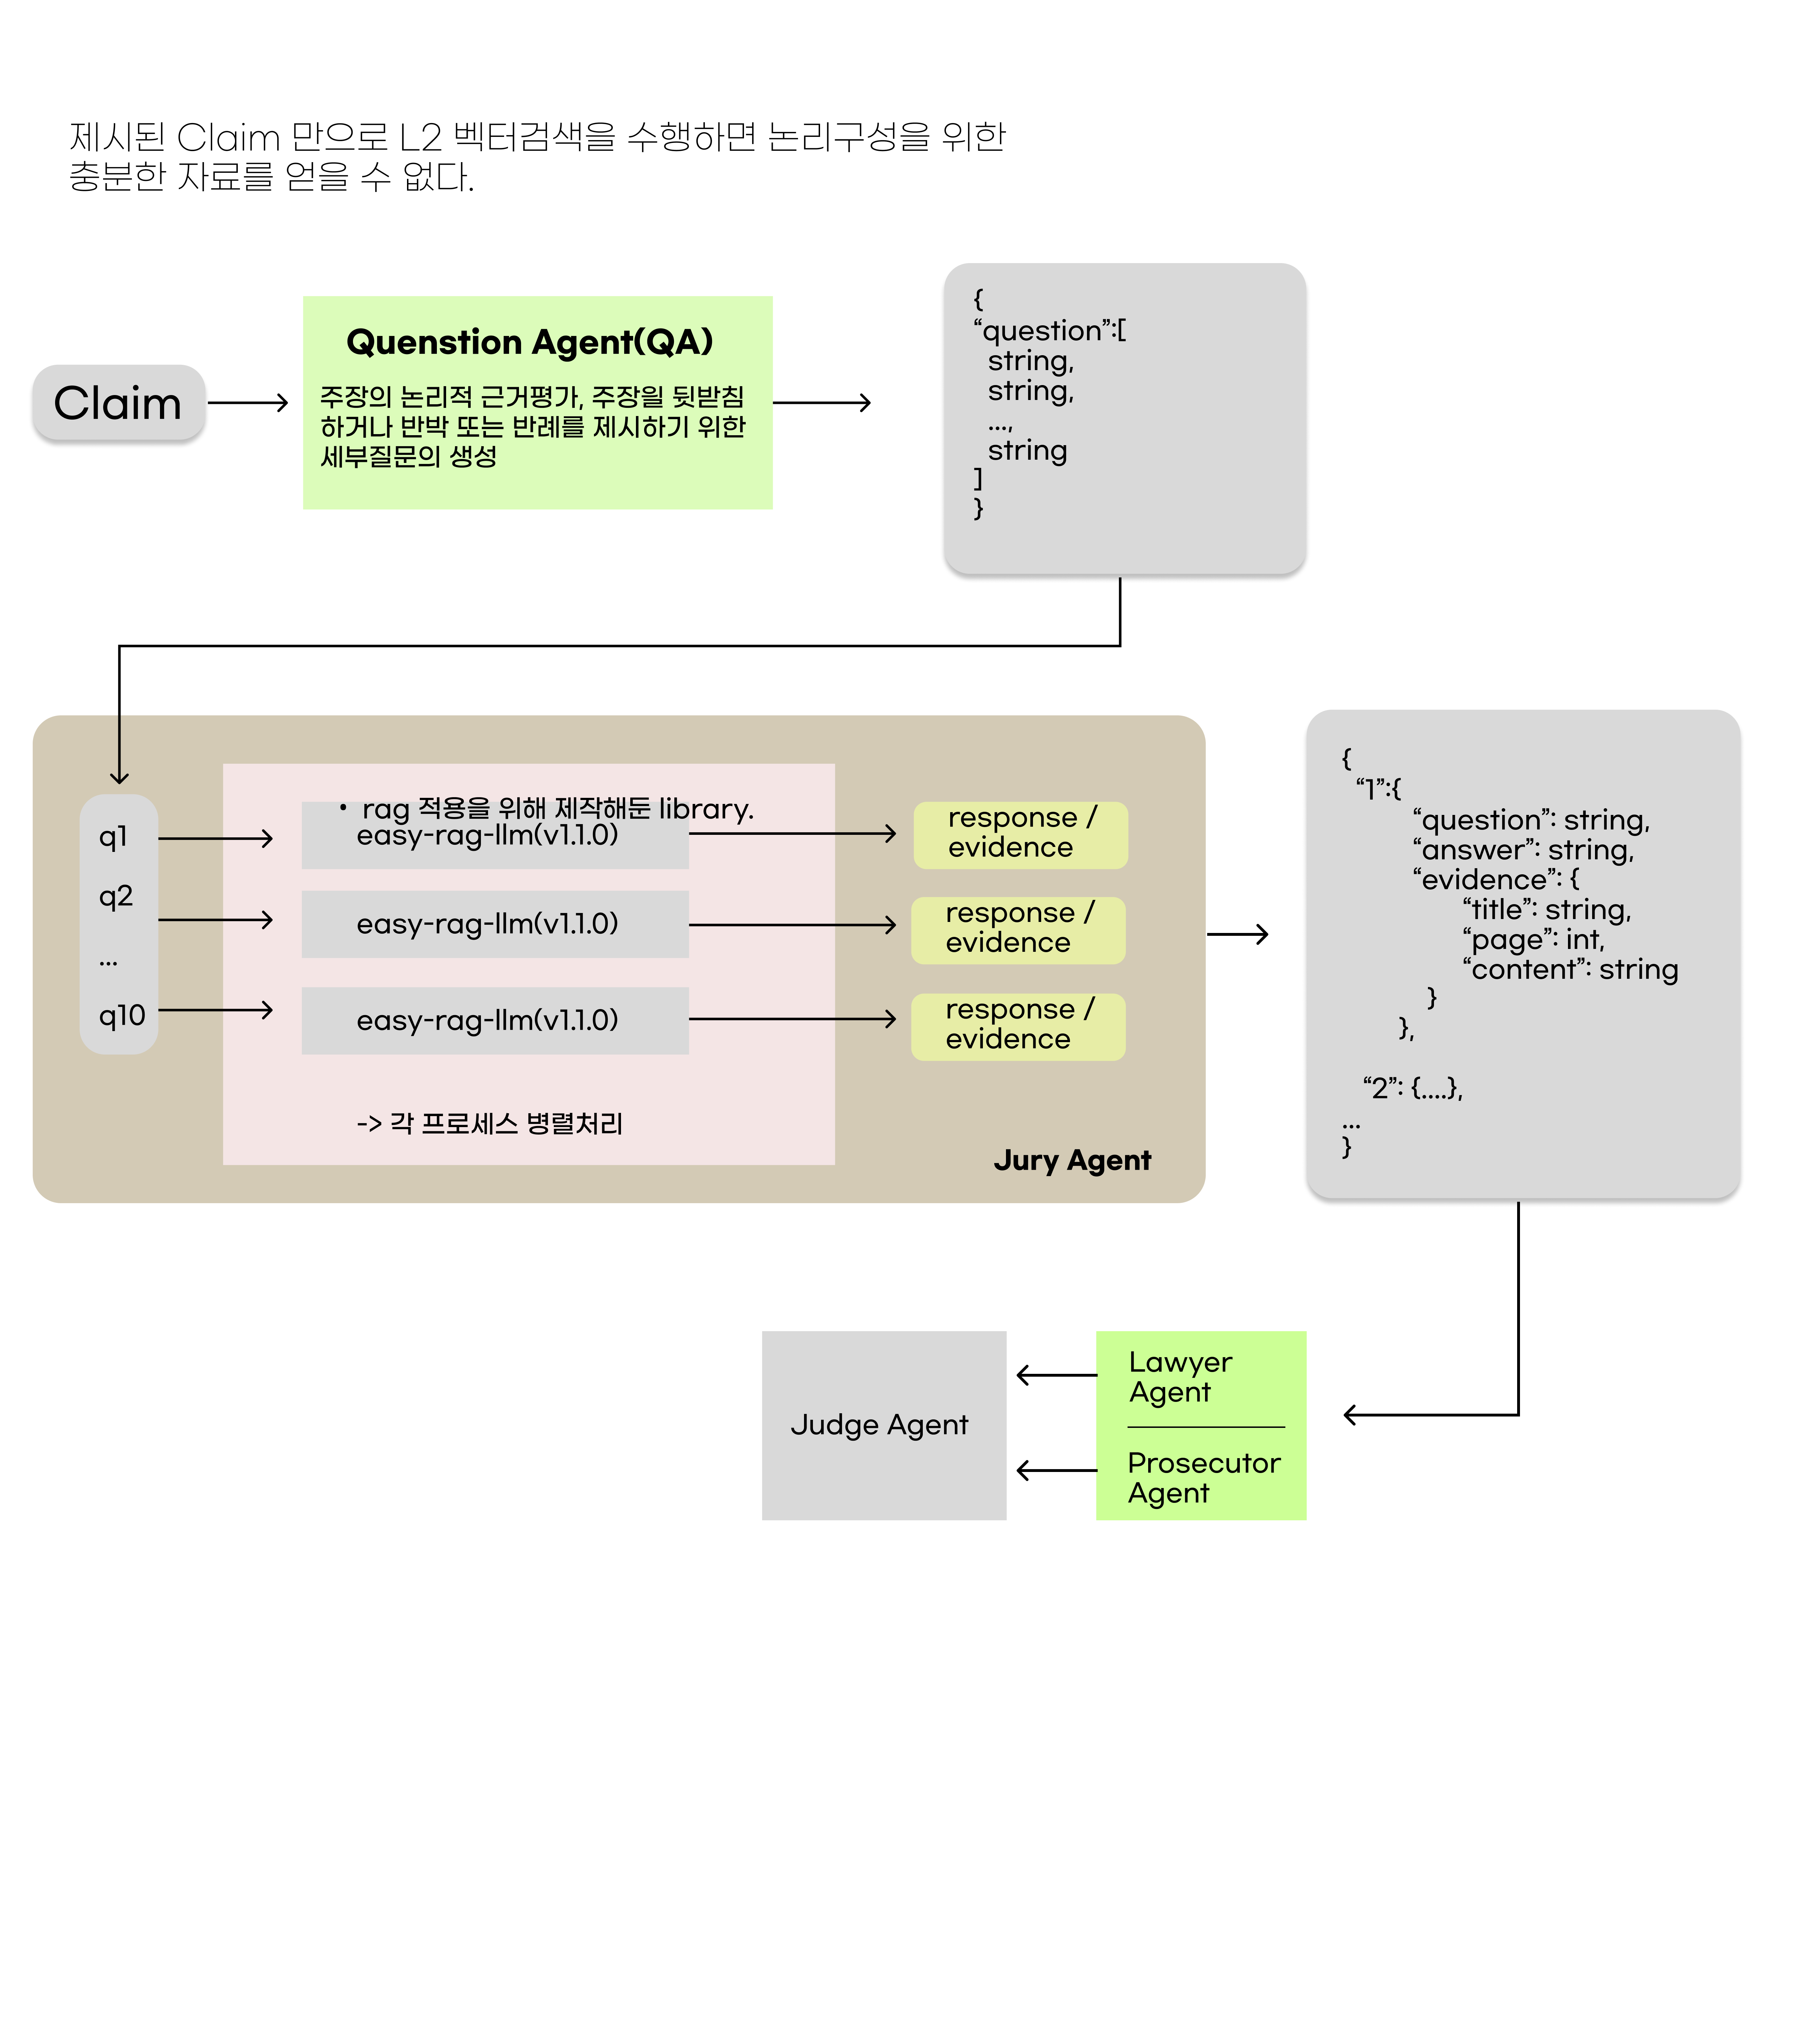 제시된 Claim 만으로 L2 벡터검색을 수행하면 논리구성을 위한
충분한 자료를 얻을 수 없다.
Claim
Quenstion Agent(QA)
주장의 논리적 근거평가, 주장읠 뒷받침
하거나 반박 또는 반례를 제시하기 위한
세부질문의 생성
{
“question”:[
string,
string,
...,
string
]
}
q1
q2
...
q10
• rag 적용을 위해 제작해둔 library.
easy-rag-llm(v1.1.0)
easy-rag-llm(v1.1.0)
easy-rag-llm(v1.1.0)
-> 각 프로세스 병렬처리
response /
evidence
response /
evidence
response /
evidence
Jury Agent
{
“1”:{
“question”: string,
“answer”: string,
“evidence”: {
“title”: string,
“page”: int,
“content”: string
}
},
“2”: {....},
...
}
Lawyer
Agent
Prosecutor
Agent
Judge Agent